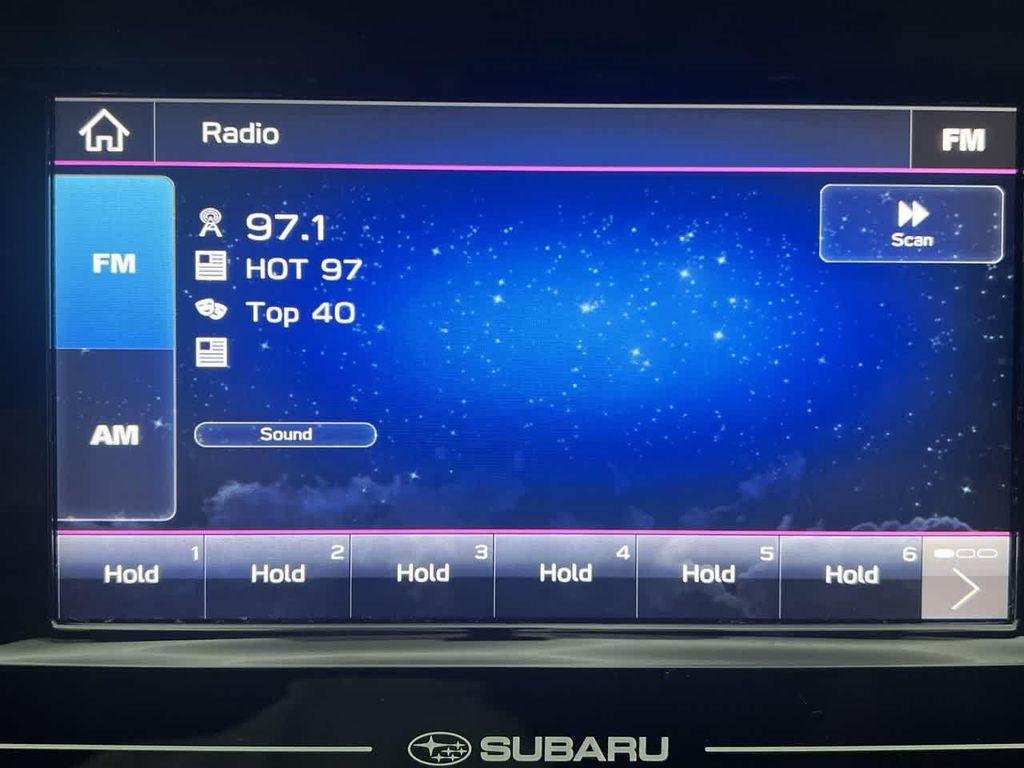 Radio
FM
FM
97.1
HOT 97
Top 40
Scan
AM
Sound
1
Hold
2
Hold
3
Hold
4
Hold
5
Hold
6
Hold
SUBARU